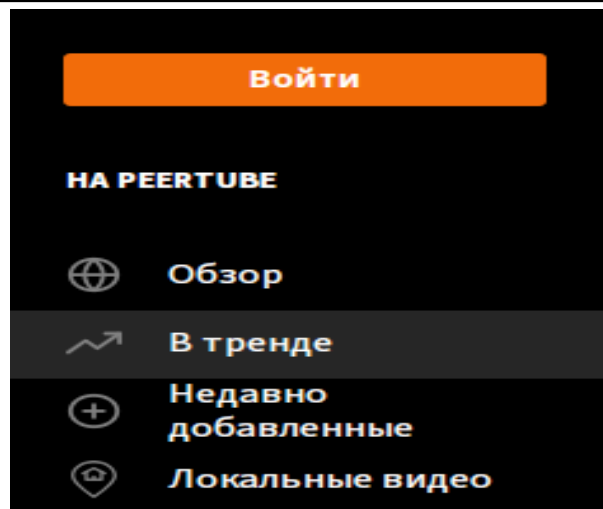 Войти
НА PEERTUBE
Обзор
В тренде
Недавно
добавленные
Локальные видео